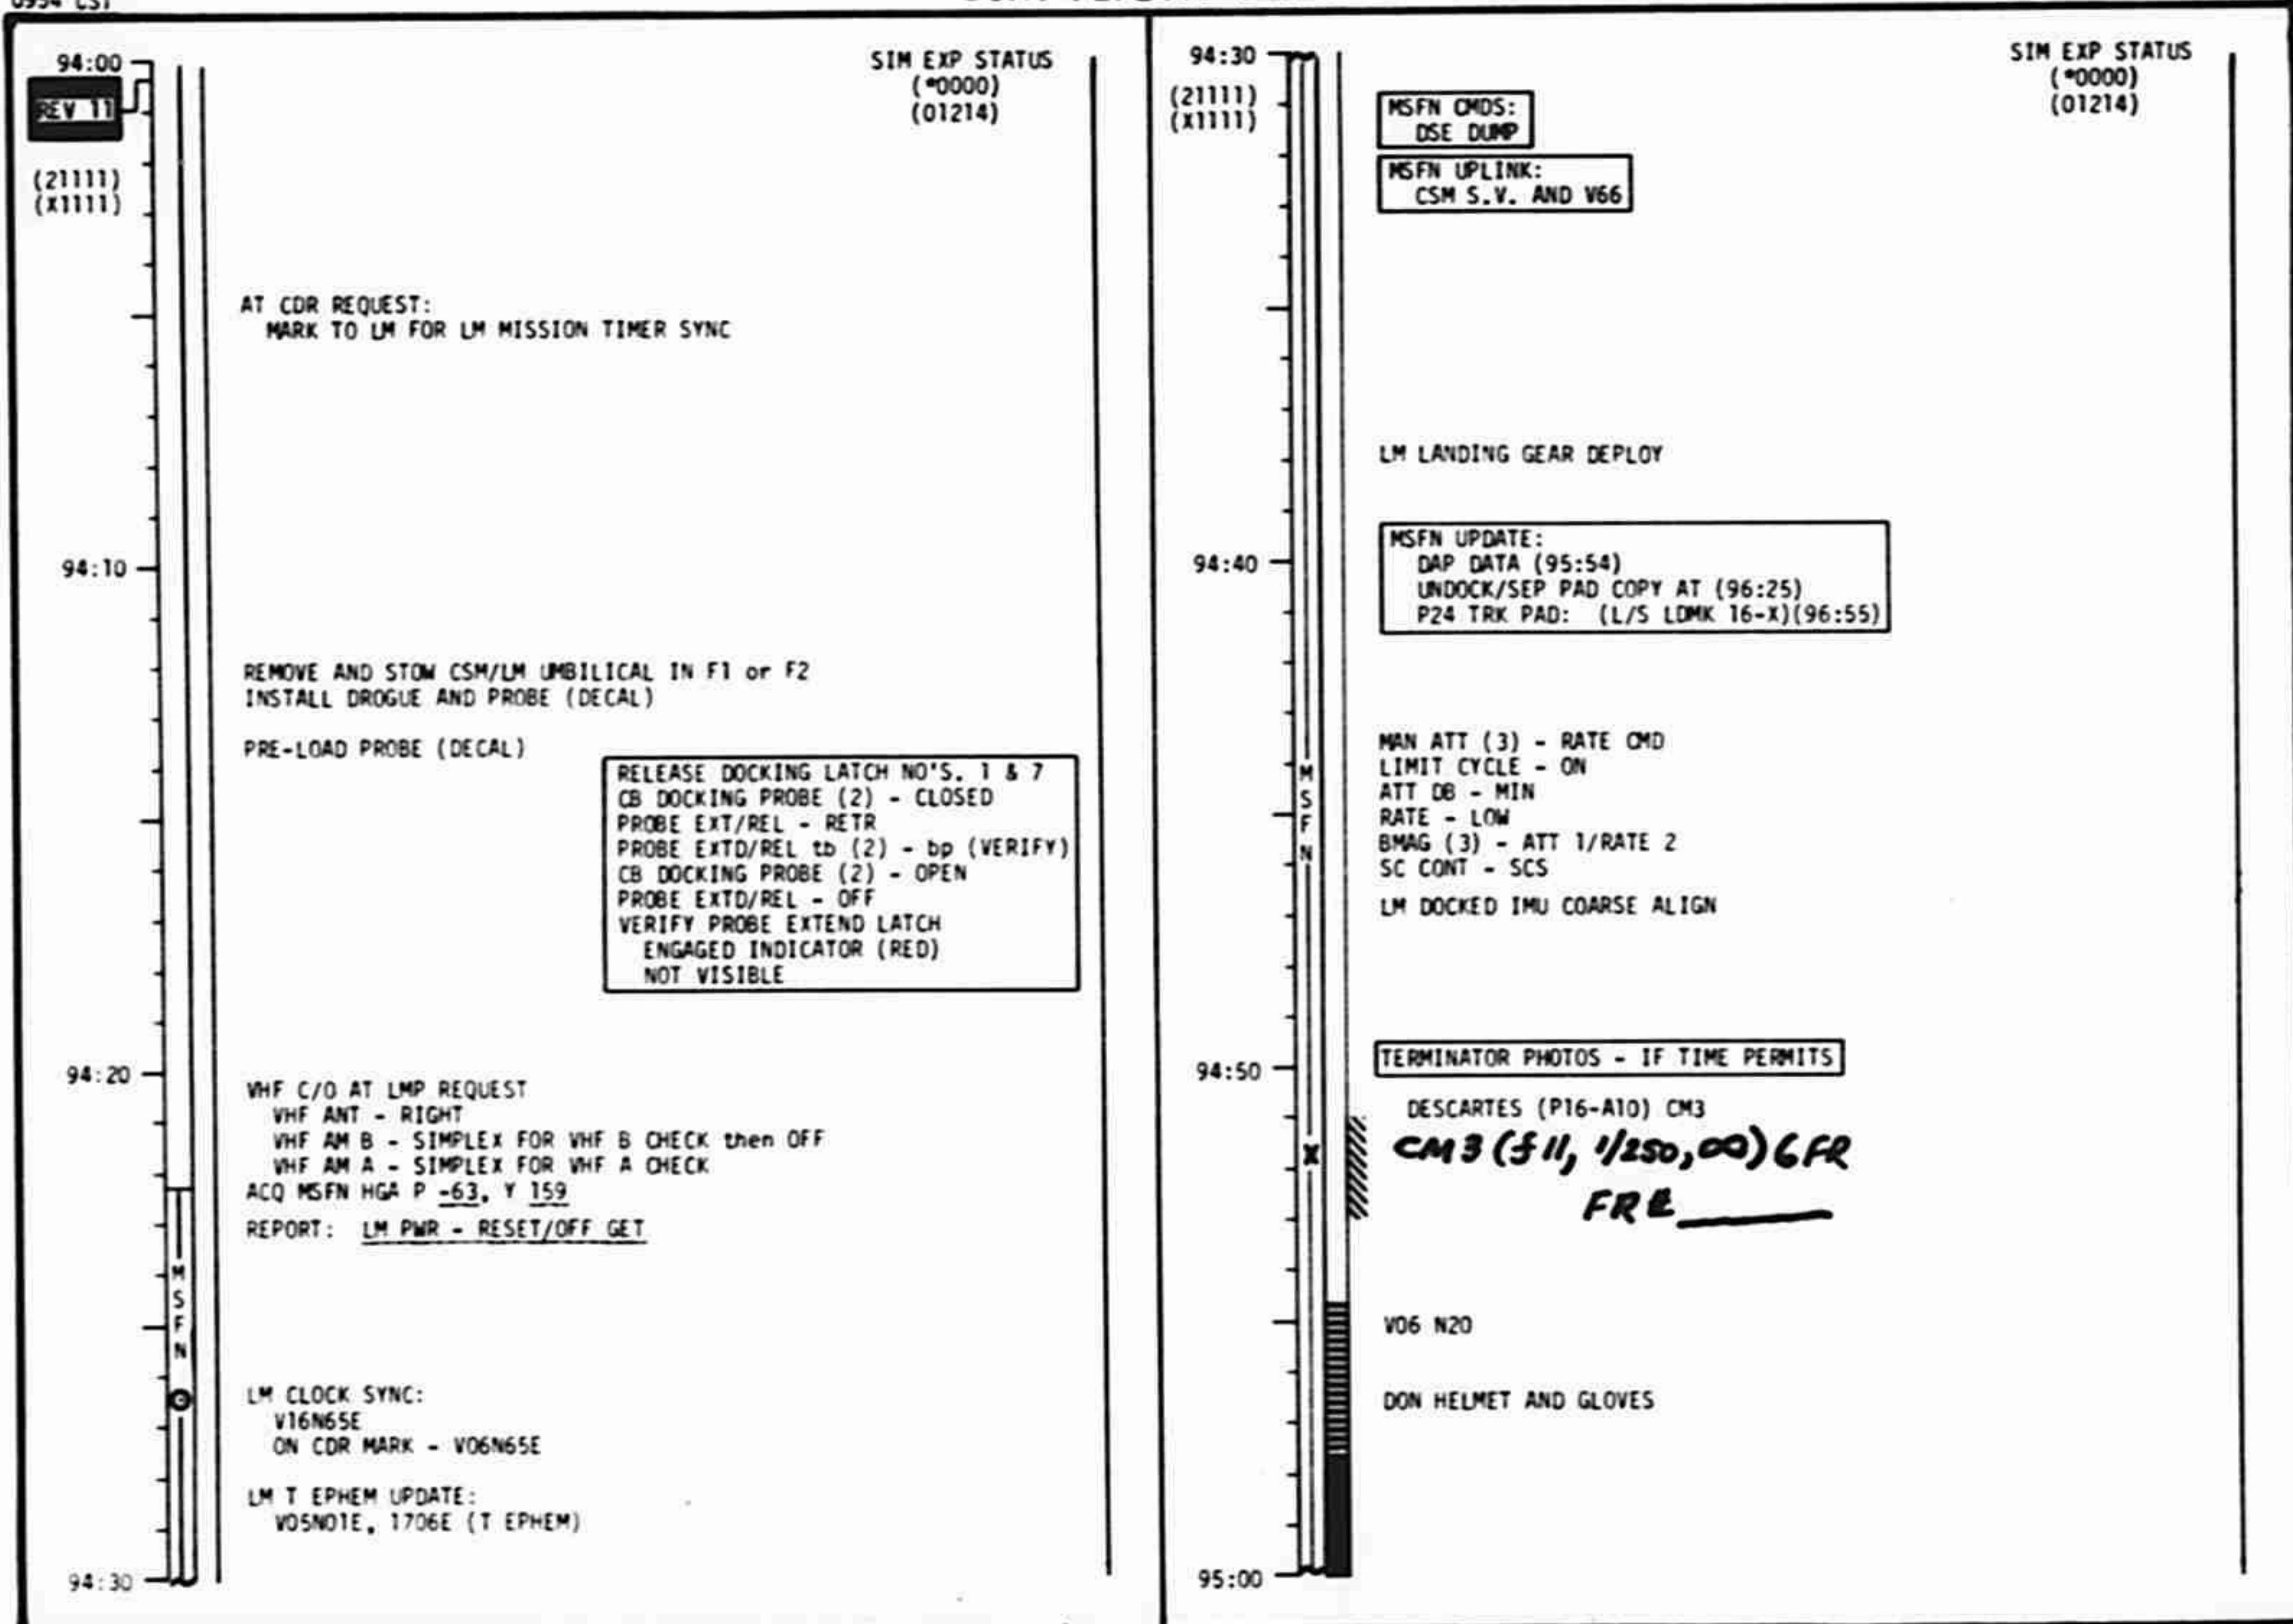 0954 CST
94:00
REV 11
(21111)
(X1111)
SIM EXP STATUS
(*0000)
(01214)
AT CDR REQUEST:
MARK TO LM FOR LM MISSION TIMER SYNC
94:10
REMOVE AND STOW CSM/LM UMBILICAL IN F1 or F2
INSTALL DROGUE AND PROBE (DECAL)
PRE-LOAD PROBE (DECAL)
RELEASE DOCKING LATCH NO'S. 1 & 7
CB DOCKING PROBE (2) - CLOSED
PROBE EXT/REL - RETR
PROBE EXTD/REL tb (2) - bp (VERIFY)
CB DOCKING PROBE (2) - OPEN
PROBE EXTD/REL - OFF
VERIFY PROBE EXTEND LATCH
ENGAGED INDICATOR (RED)
NOT VISIBLE
94:20
VHF C/O AT LMP REQUEST
VHF ANT - RIGHT
VHF AM B - SIMPLEX FOR VHF B CHECK then OFF
VHF AM A - SIMPLEX FOR VHF A CHECK
ACQ MSFN HGA P -63, Y 159
REPORT: LM PWR - RESET/OFF GET
MSFN
LM CLOCK SYNC:
V16N65E
ON CDR MARK - V06N65E
LM T EPHEM UPDATE:
V05N01E, 1706E (T EPHEM)
94:30
94:30
(21111)
(X1111)
SIM EXP STATUS
(*0000)
(01214)
MSFN CMDS:
DSE DUMP
MSFN UPLINK:
CSM S.V. AND V66
LM LANDING GEAR DEPLOY
94:40
MSFN UPDATE:
DAP DATA (95:54)
UNDOCK/SEP PAD COPY AT (96:25)
P24 TRK PAD: (L/S LDMK 16-X)(96:55)
MSFN
MAN ATT (3) - RATE CMD
LIMIT CYCLE - ON
ATT DB - MIN
RATE - LOW
BMAG (3) - ATT 1/RATE 2
SC CONT - SCS
LM DOCKED IMU COARSE ALIGN
94:50
TERMINATOR PHOTOS - IF TIME PERMITS
DESCARTES (P16-A10) CM3
CM3 (f 11, 1/250, ∞) 6 FR
X
FR # ____
V06 N20
DON HELMET AND GLOVES
95:00